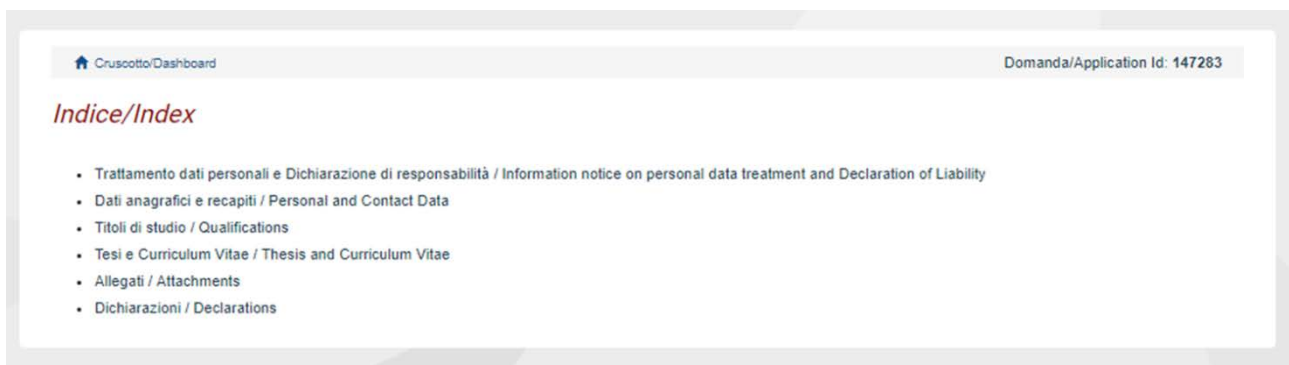 Cruscotto/Dashboard
Domanda/Application Id: 147283
Indice/Index
Trattamento dati personali e Dichiarazione di responsabilità / Information notice on personal data treatment and Declaration of Liability
Dati anagrafici e recapiti / Personal and Contact Data
Titoli di studio / Qualifications
Tesi e Curriculum Vitae / Thesis and Curriculum Vitae
Allegati / Attachments
Dichiarazioni / Declarations